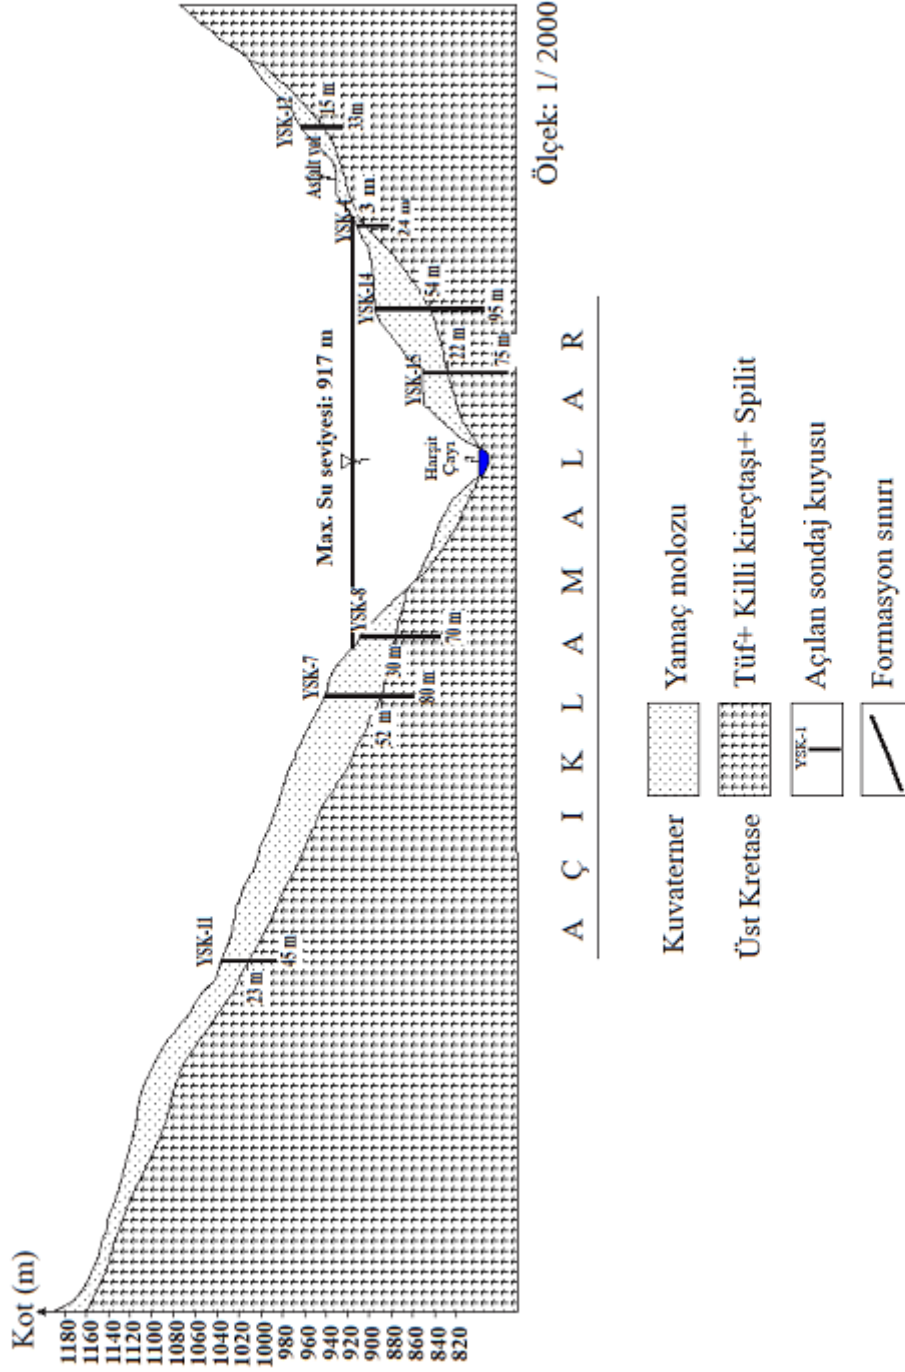 Kot (m)
1180
1160
1140
1120
1100
1080
1060
1040
1020
1000
980
960
940
920
900
880
860
840
820
YSK-11
23 m
45 m
YSK-7
52 m
80 m
YSK-8
30 m
70 m
Max. Su seviyesi: 917 m
Harşit
Çayı
YSK-15
22 m
75 m
YSK-14
54 m
95 m
3 m
24 m
Asfalt yol
YSK-12
15 m
33m
Ölçek: 1/ 2000
A Ç I K L A M A L A R
Kuvaterner Yamaç molozu
Üst Kretase Tüf+ Killi kireçtaşı+ Spilit
YSK-1 Açılan sondaj kuyusu
Formasyon sınırı